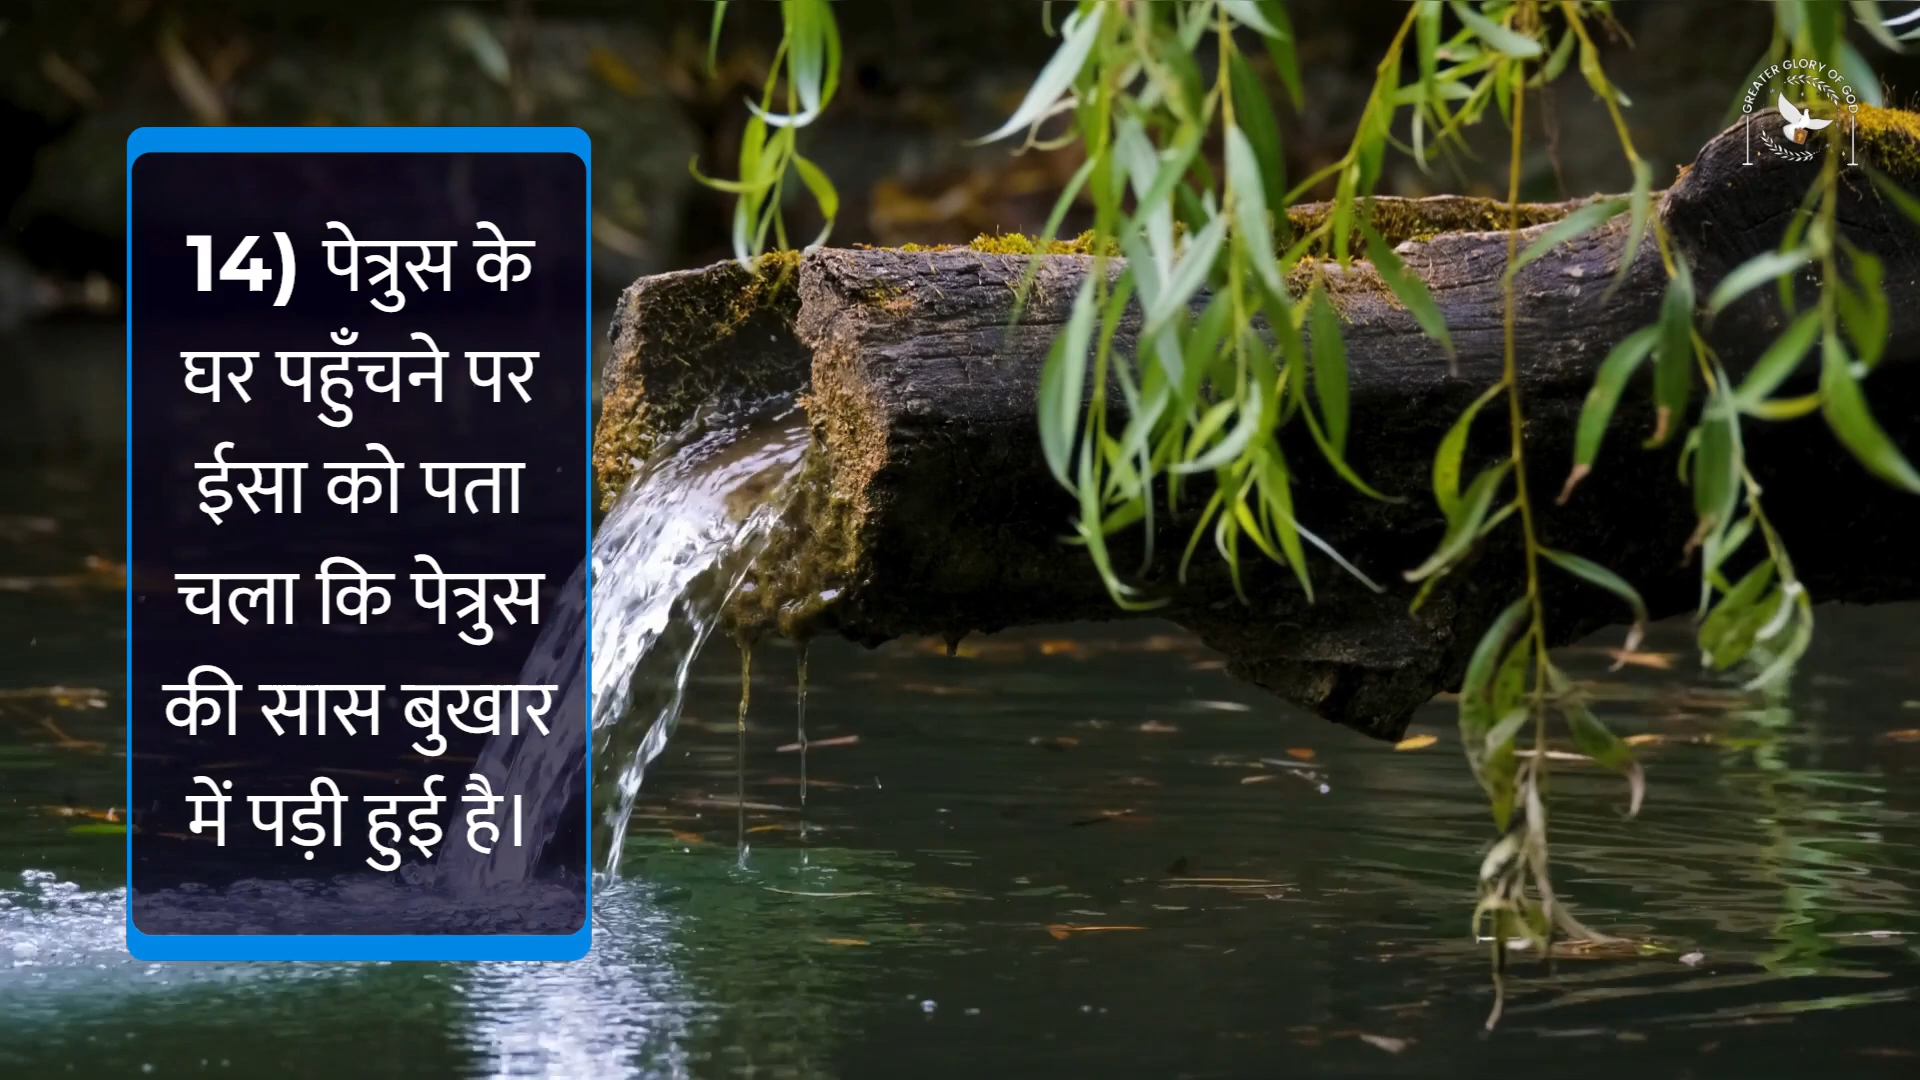 14) पेत्रुस के
घर पहुँचने पर
ईसा को पता
चला कि पेत्रुस
की सास बुखार
में पड़ी हुई है।
GREATER GLORY OF GOD